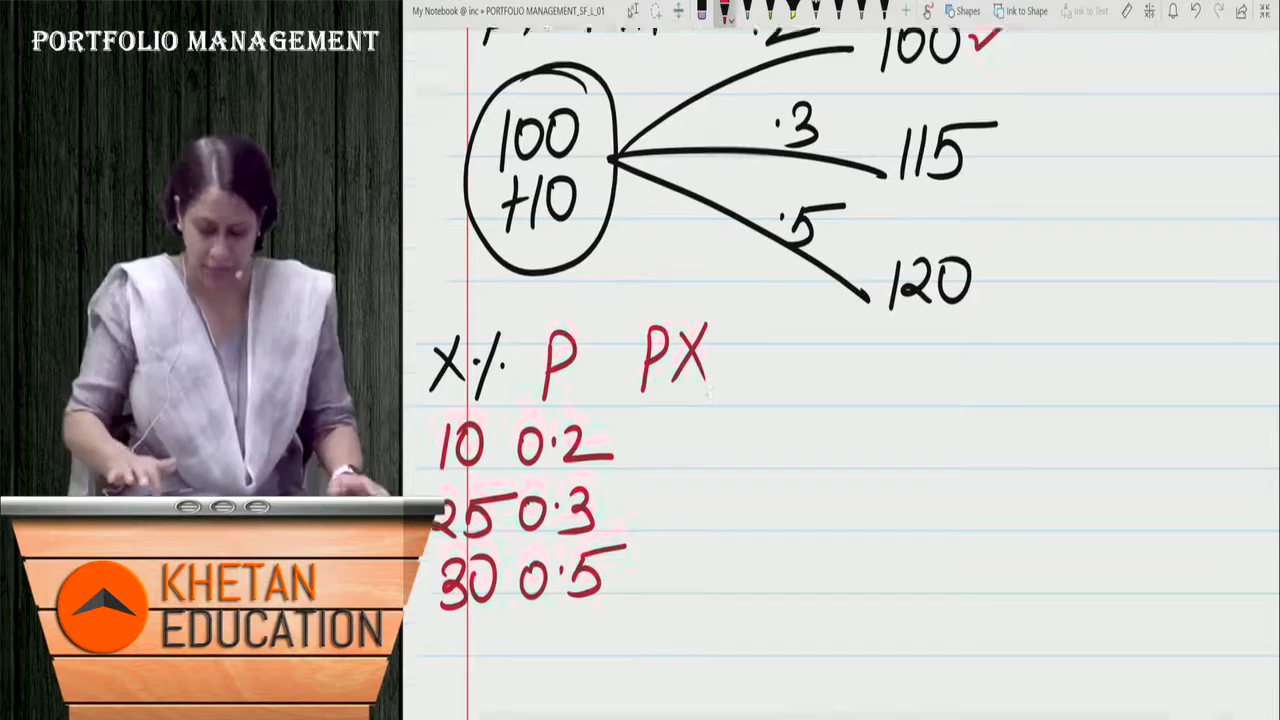 PORTFOLIO MANAGEMENT
My Notebook @ inc » PORTFOLIO MANAGEMENT_SF_L_01
Shapes
Ink to Shape
Ink to Text
.2
100 ✓
100
+10
.3
115
.5
120
X% P PX
10 0.2
25 0.3
30 0.5
KHETAN
EDUCATION